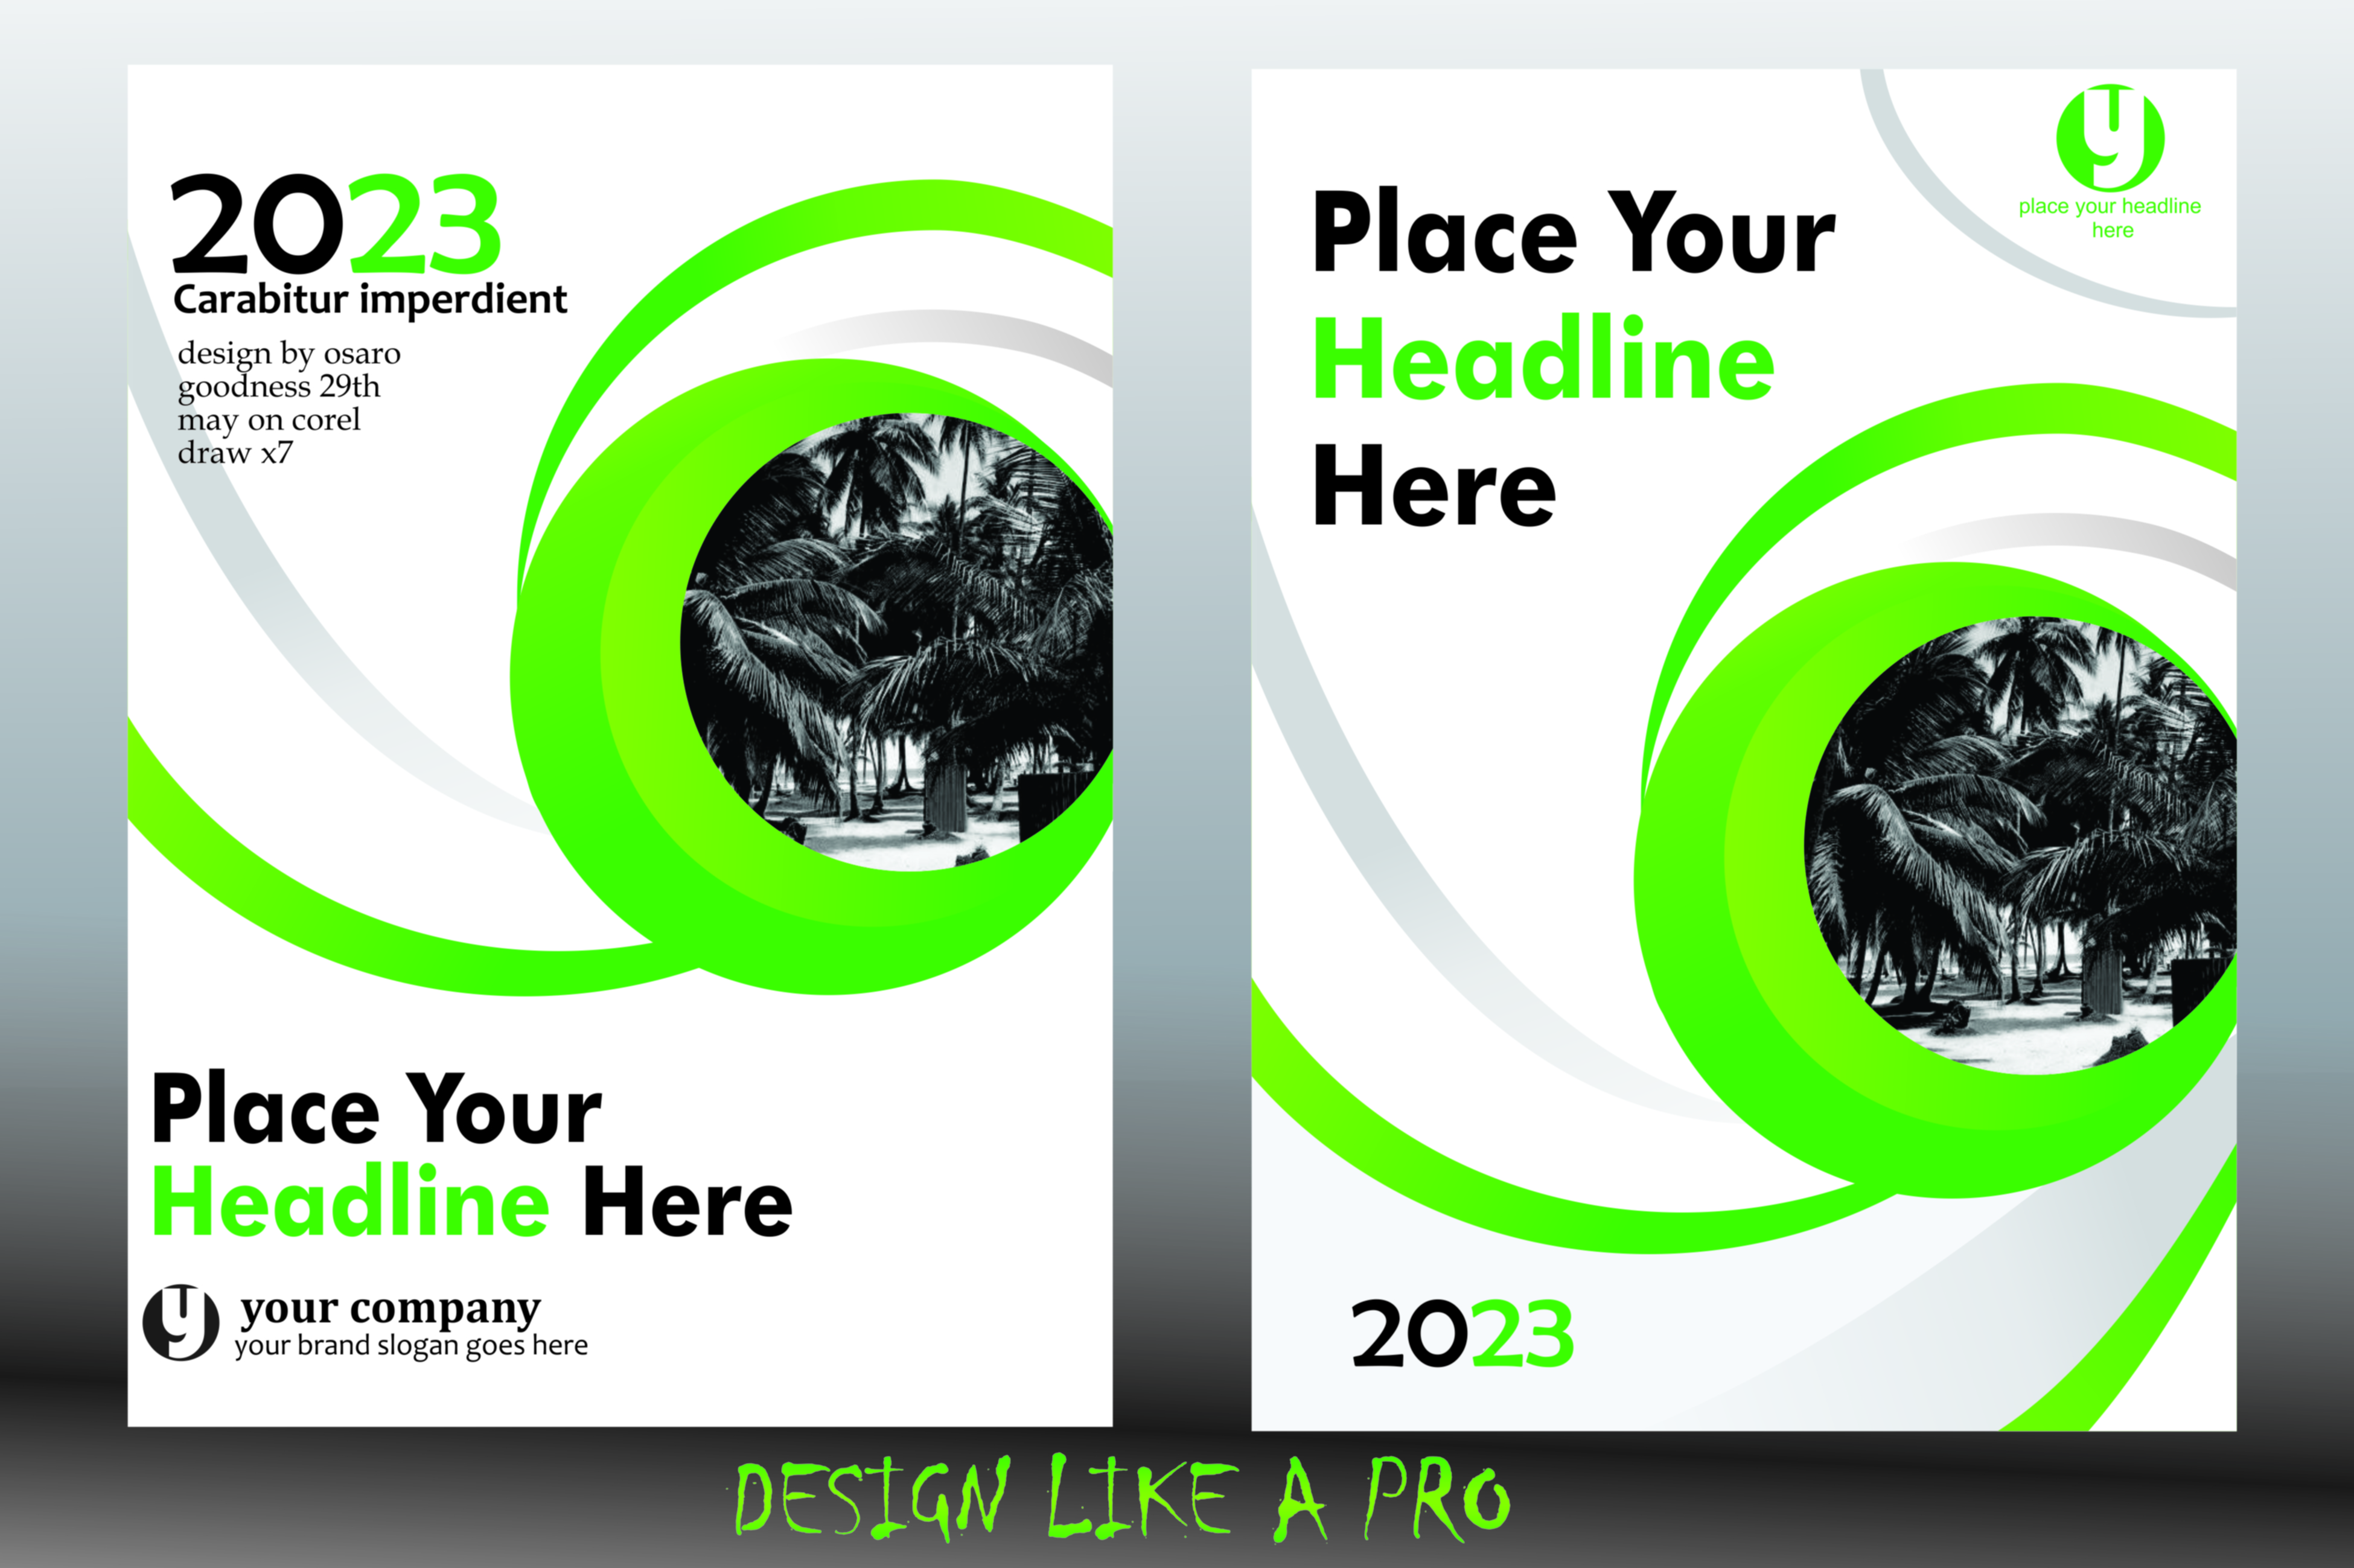 2023
Carabitur imperdient
design by osaro
goodness 29th
may on corel
draw x7
Place Your
Headline Here
y
your company
your brand slogan goes here
Place Your
Headline
Here
y
place your headline
here
2023
DESIGN LIKE A PRO